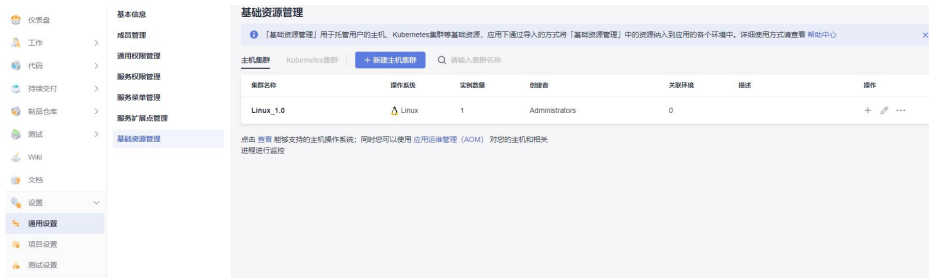 仪表盘
工作
代码
持续交付
制品仓库
测试
Wiki
文档
设置
通用设置
项目设置
测试设置
基本信息
成员管理
通用权限管理
服务权限管理
服务菜单管理
服务扩展点管理
基础资源管理
基础资源管理
「基础资源管理」用于托管用户的主机、Kubernetes集群等基础资源，应用下通过导入的方式将「基础资源管理」中的资源纳入到应用的各个环境中。详细使用方式请查看 帮助中心
主机集群 Kubernetes集群 + 新建主机集群 请输入集群名称
集群名称 操作系统 实例数量 创建者 关联环境 描述 操作
Linux_1.0 Linux 1 Administrators 0
点击 查看 能够支持的主机操作系统；同时您可以使用 应用运维管理（AOM） 对您的主机和相关
进程进行监控